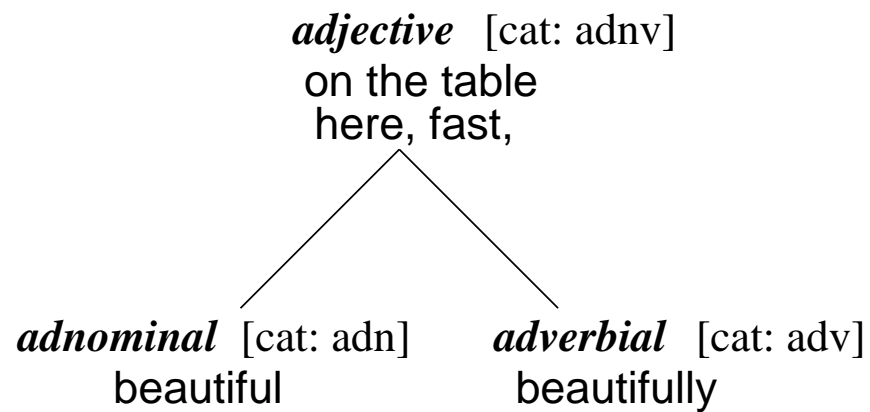 adjective [cat: adnv]
on the table
here, fast,
adnominal [cat: adn] adverbial [cat: adv]
beautiful beautifully